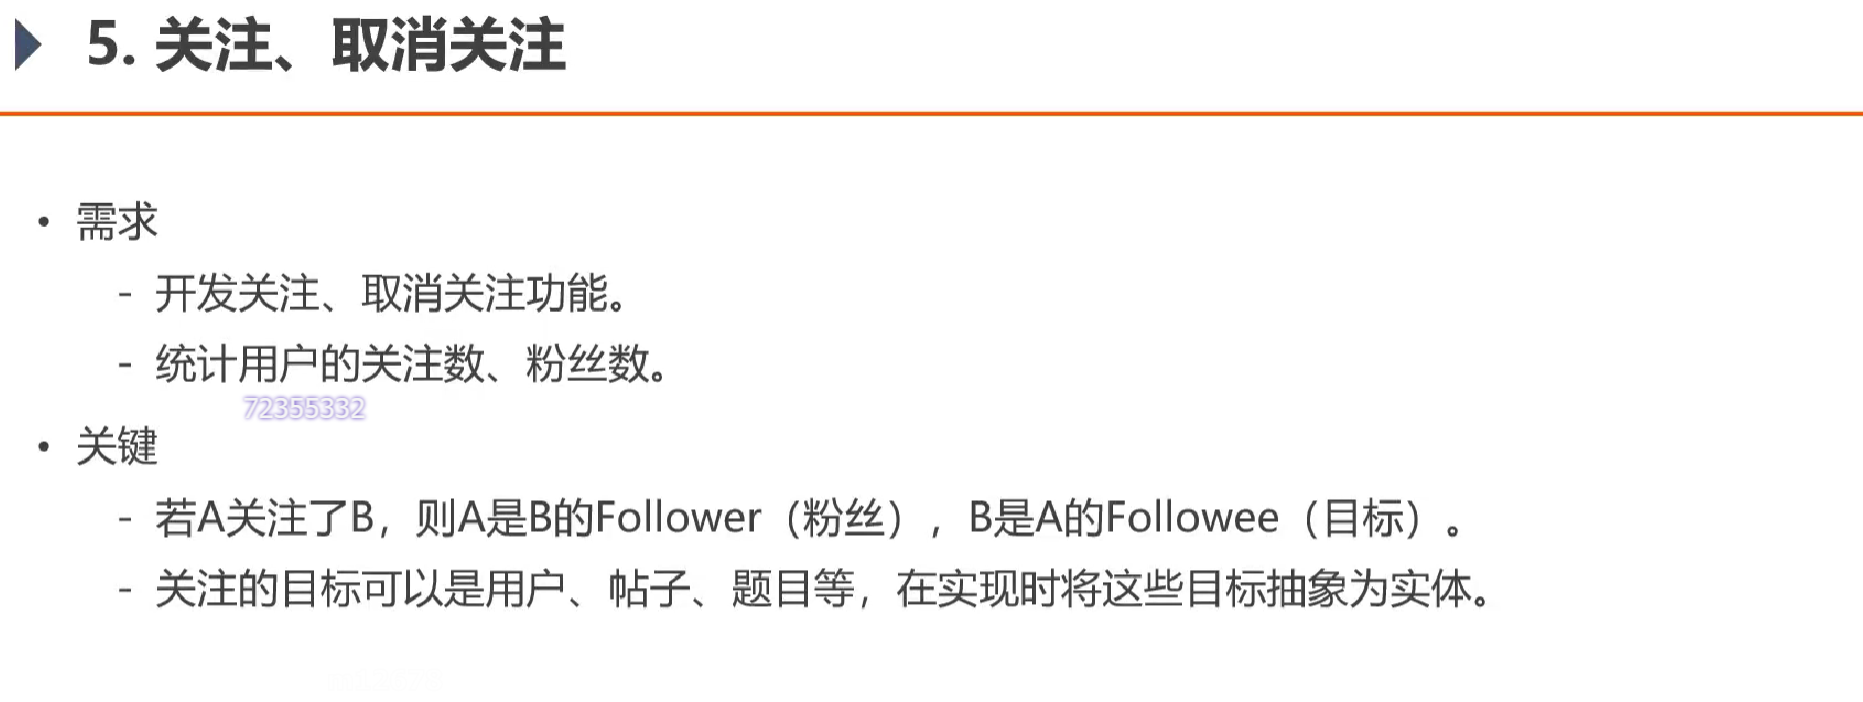 5. 关注、取消关注
• 需求
- 开发关注、取消关注功能。
- 统计用户的关注数、粉丝数。
72355332
• 关键
- 若A关注了B，则A是B的Follower（粉丝），B是A的Followee（目标）。
- 关注的目标可以是用户、帖子、题目等，在实现时将这些目标抽象为实体。